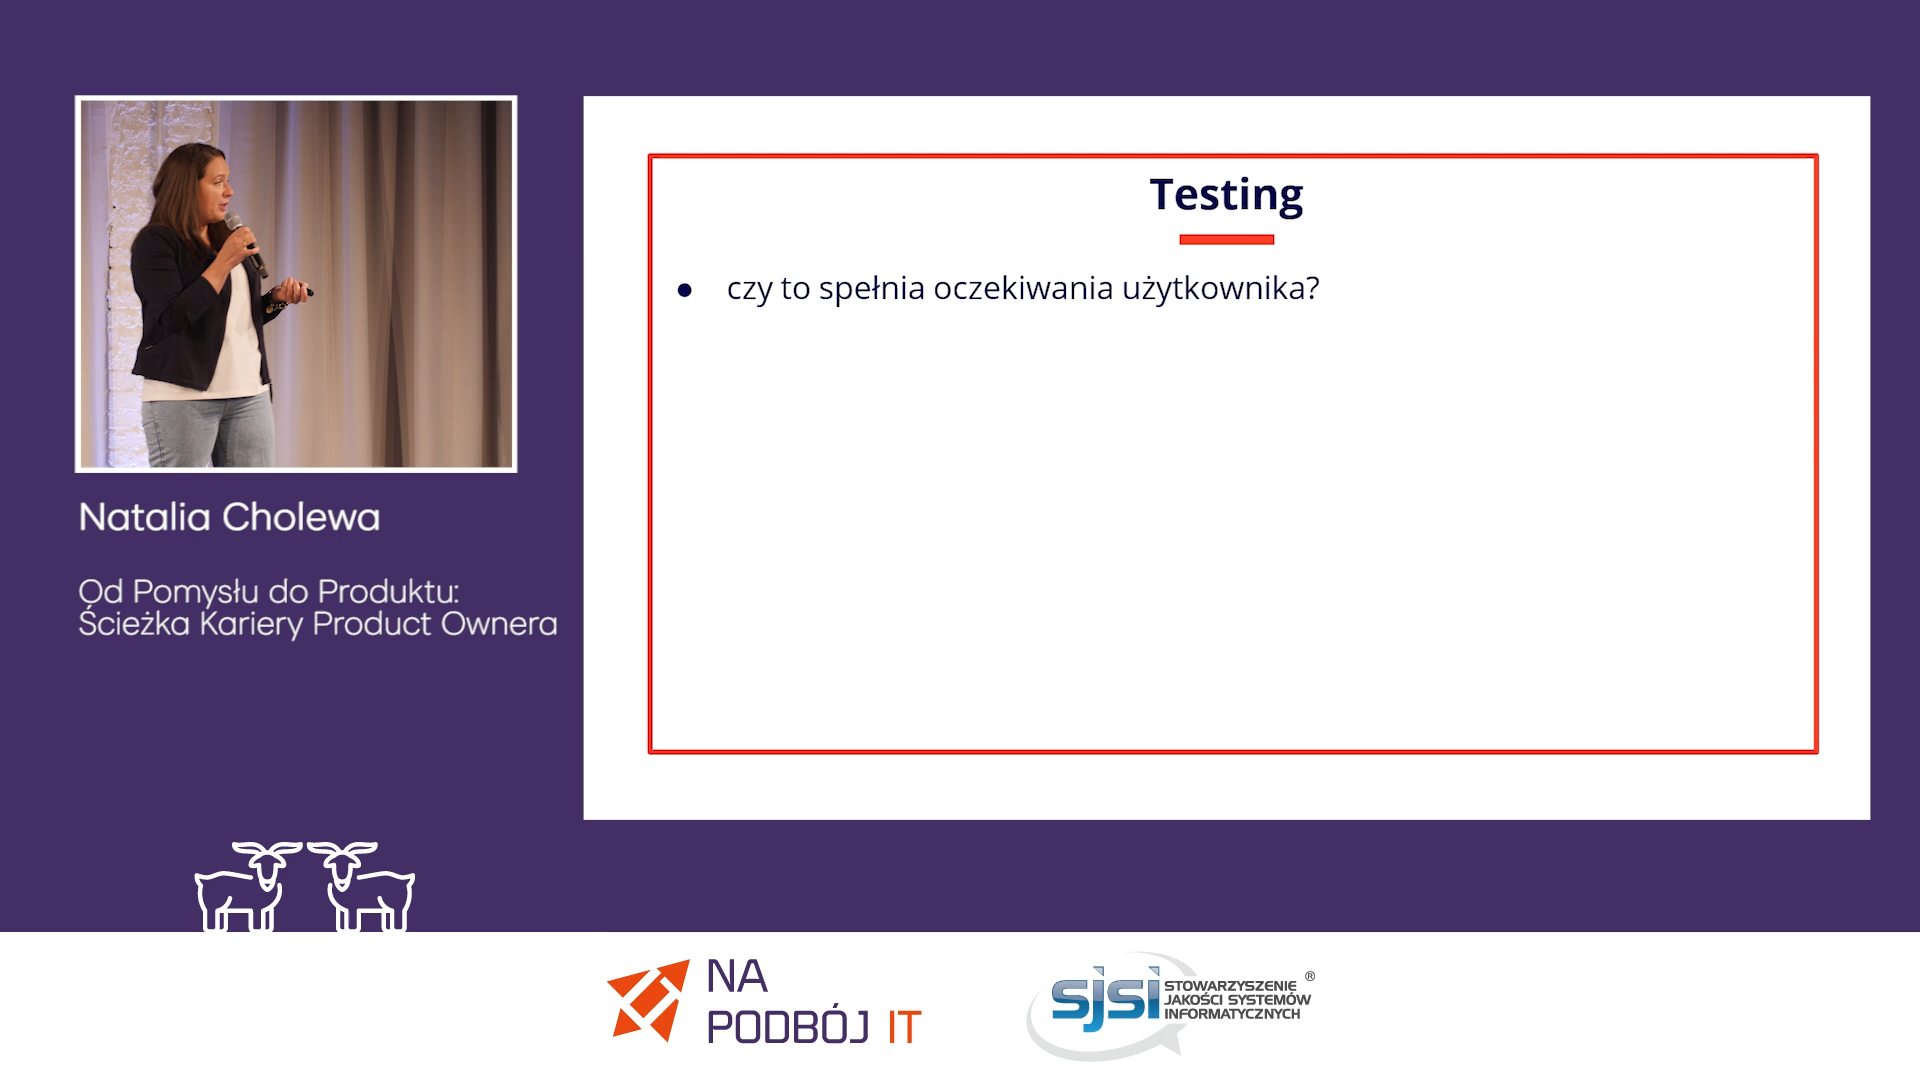 Testing
● czy to spełnia oczekiwania użytkownika?
Natalia Cholewa
Od Pomysłu do Produktu:
Ścieżka Kariery Product Ownera
NA
PODBÓJ IT
sjsi
STOWARZYSZENIE ®
JAKOŚCI SYSTEMÓW
INFORMATYCZNYCH